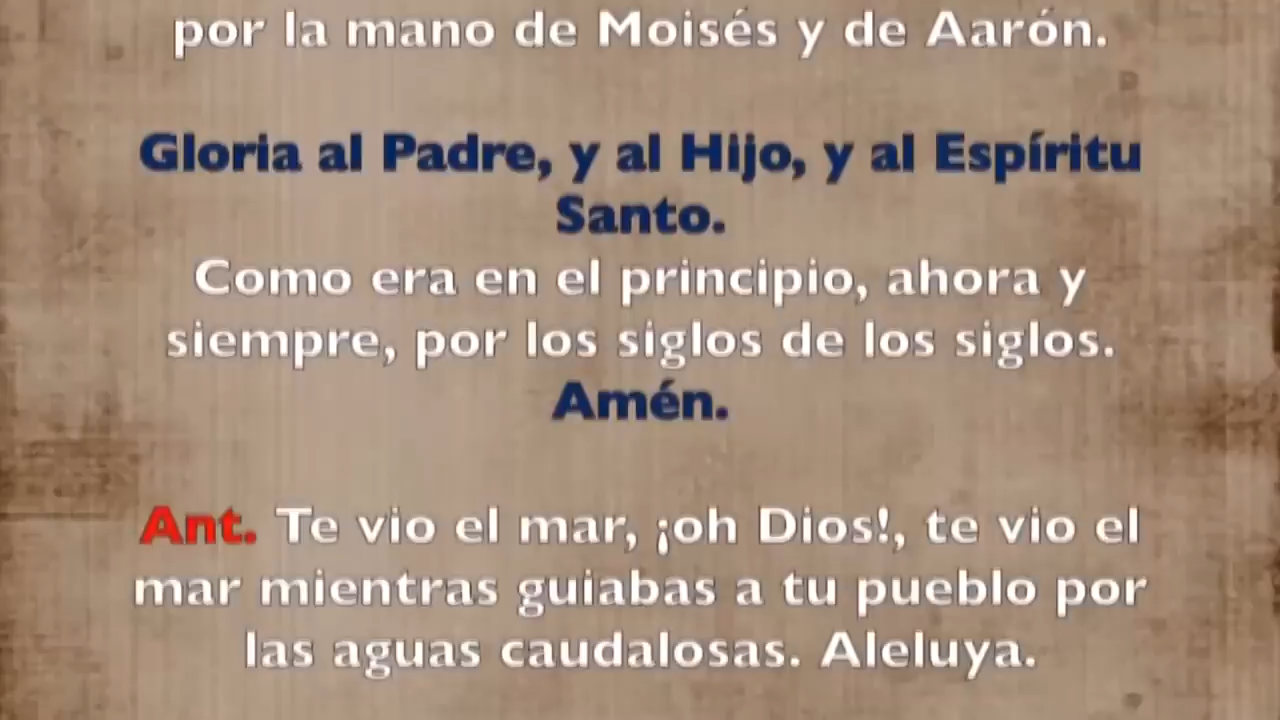 por la mano de Moisés y de Aarón.
Gloria al Padre, y al Hijo, y al Espíritu
Santo.
Como era en el principio, ahora y
siempre, por los siglos de los siglos.
Amén.
Ant. Te vio el mar, ¡oh Dios!, te vio el
mar mientras guiabas a tu pueblo por
las aguas caudalosas. Aleluya.